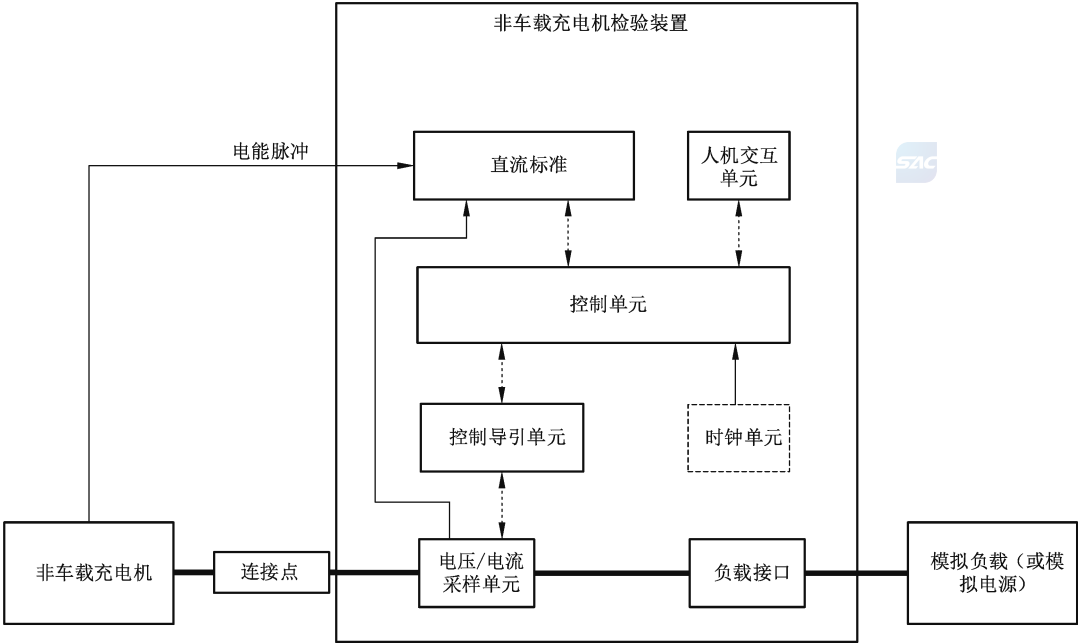 非车载充电机检验装置
电能脉冲
直流标准
人机交互
单元
SAC
控制单元
控制导引单元
时钟单元
非车载充电机
连接点
电压/电流
采样单元
负载接口
模拟负载(或模
拟电源)